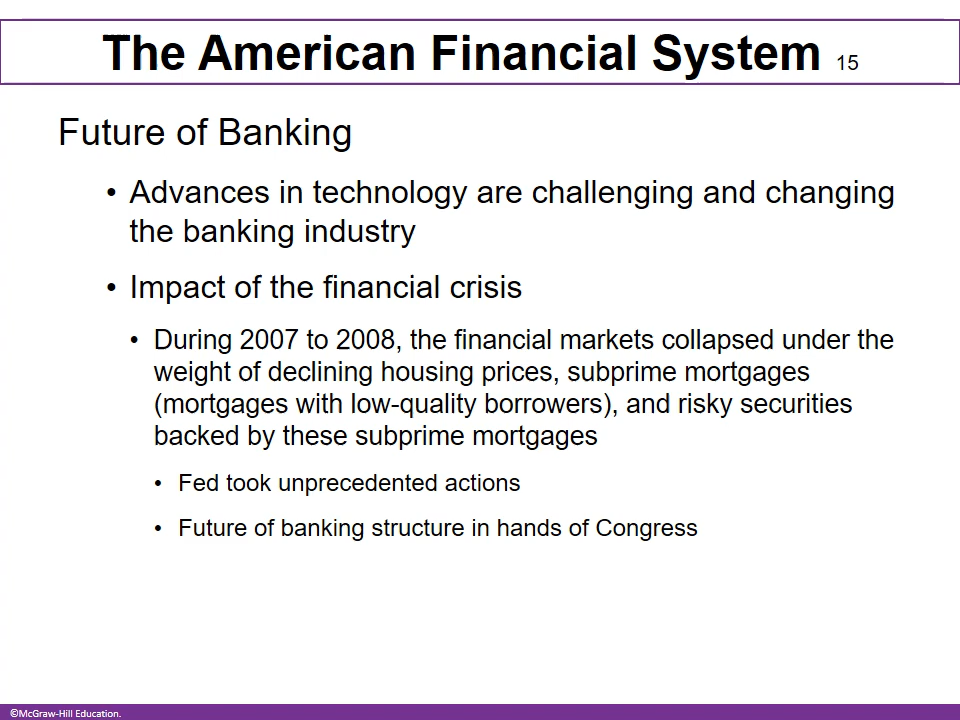 The American Financial System 15
Future of Banking
• Advances in technology are challenging and changing
the banking industry
• Impact of the financial crisis
• During 2007 to 2008, the financial markets collapsed under the
weight of declining housing prices, subprime mortgages
(mortgages with low-quality borrowers), and risky securities
backed by these subprime mortgages
• Fed took unprecedented actions
• Future of banking structure in hands of Congress
©McGraw-Hill Education.